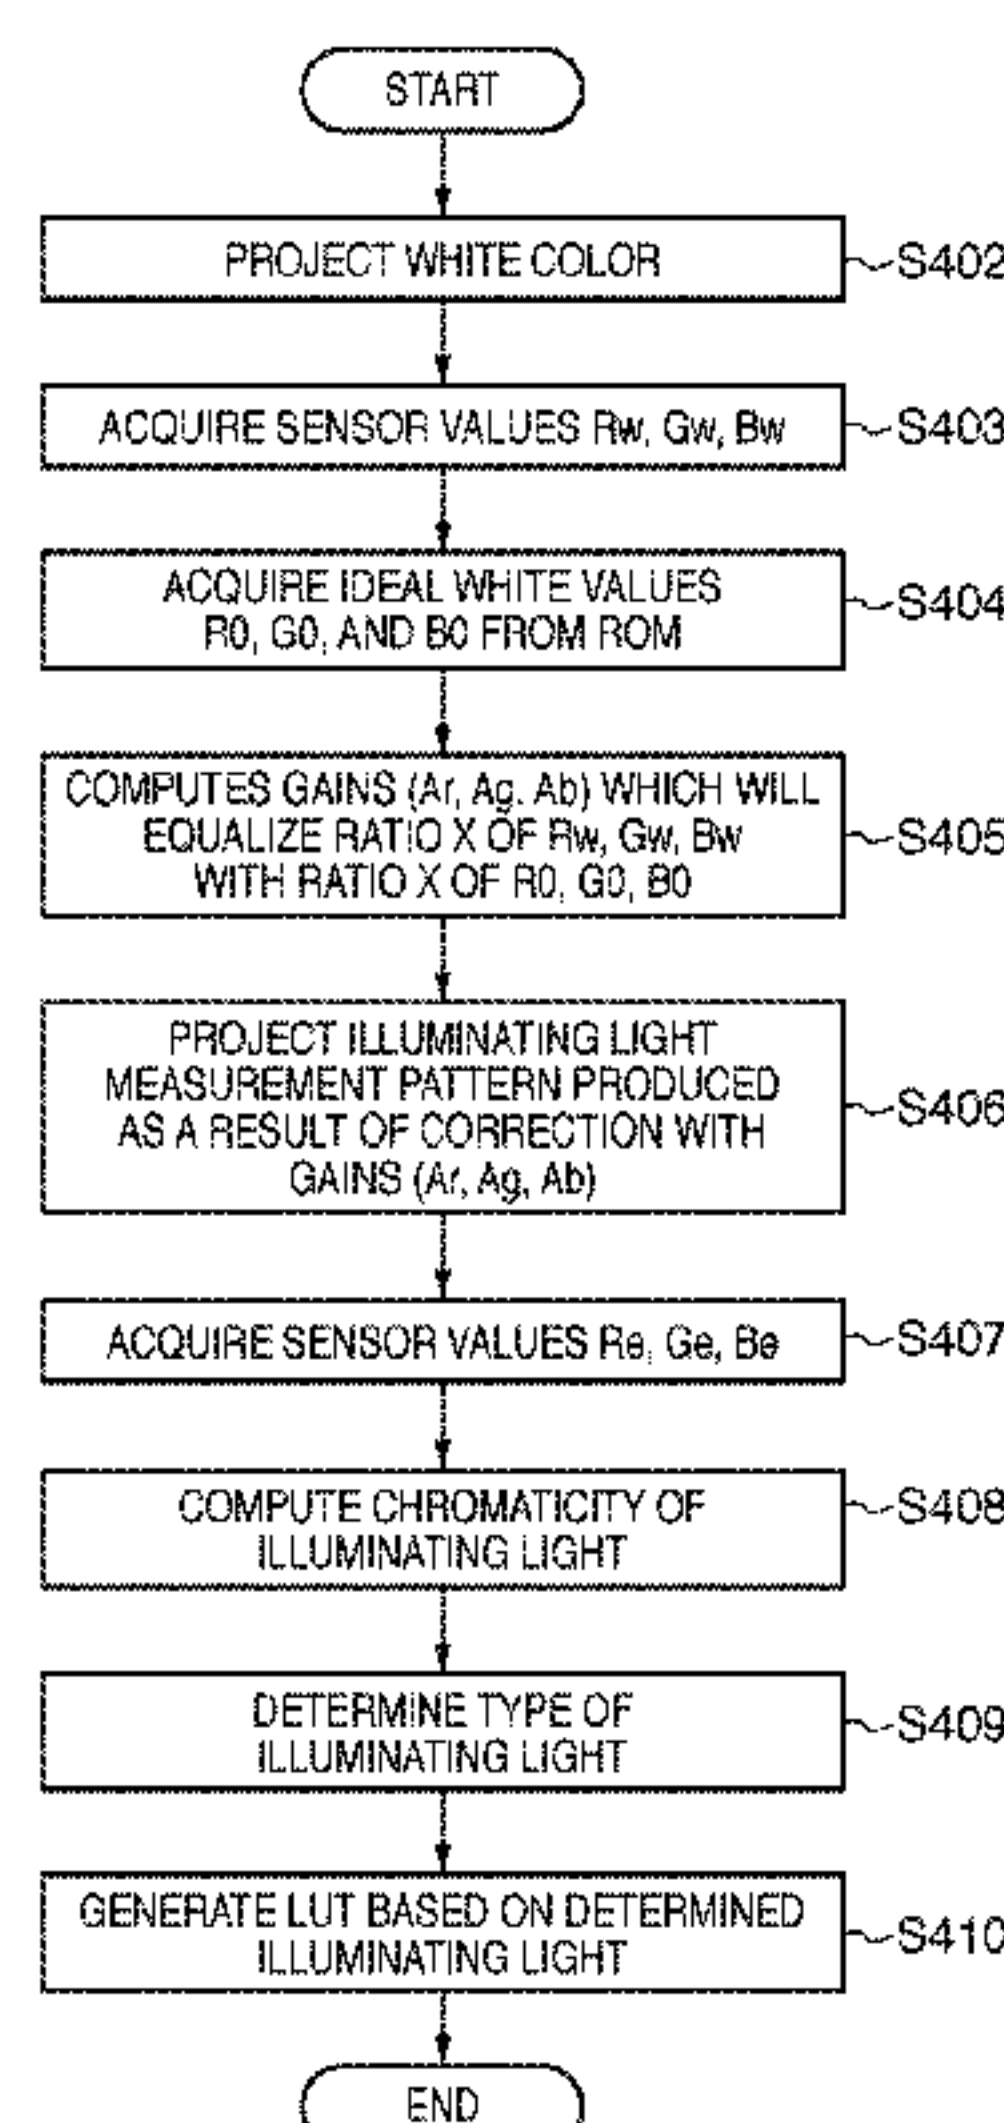 START
PROJECT WHITE COLOR
S402
ACQUIRE SENSOR VALUES Rw, Gw, Bw
S403
ACQUIRE IDEAL WHITE VALUES
R0, G0, AND B0 FROM ROM
S404
COMPUTES GAINS (Ar, Ag. Ab) WHICH WILL
EQUALIZE RATIO X OF Rw, Gw, Bw
WITH RATIO X OF R0, G0, B0
S405
PROJECT ILLUMINATING LIGHT
MEASUREMENT PATTERN PRODUCED
AS A RESULT OF CORRECTION WITH
GAINS (Ar, Ag, Ab)
S406
ACQUIRE SENSOR VALUES Re, Ge, Be
S407
COMPUTE CHROMATICITY OF
ILLUMINATING LIGHT
S408
DETERMINE TYPE OF
ILLUMINATING LIGHT
S409
GENERATE LUT BASED ON DETERMINED
ILLUMINATING LIGHT
S410
END